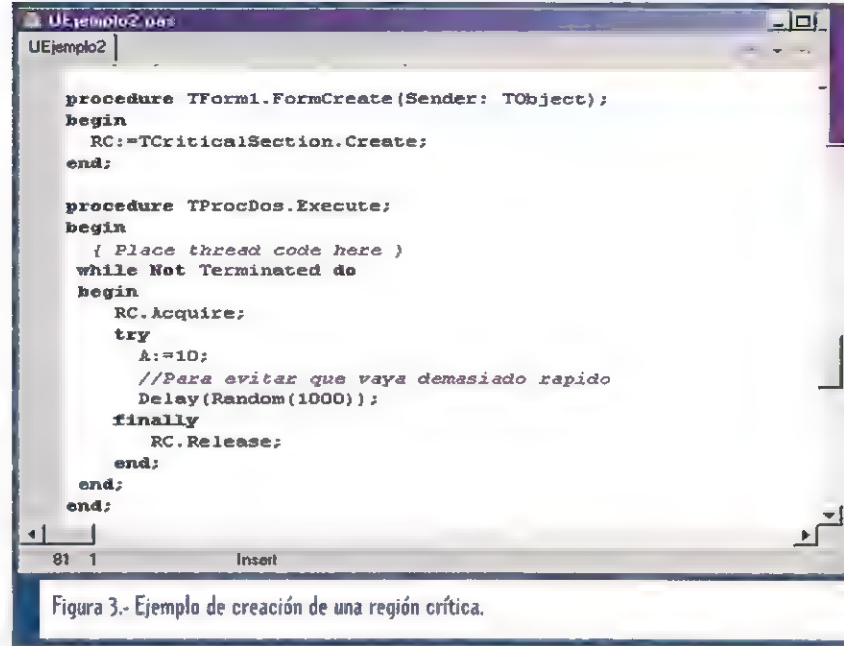 UEjemplo2.pas
UEjemplo2
procedure TForm1.FormCreate(Sender: TObject);
begin
RC:=TCriticalSection.Create;
end;
procedure TProcDos.Execute;
begin
{ Place thread code here }
while Not Terminated do
begin
RC.Acquire;
try
A:=10;
//Para evitar que vaya demasiado rapido
Delay(Random(1000));
finally
RC.Release;
end;
end;
end;
81 1 Insert
Figura 3.- Ejemplo de creación de una región crítica.